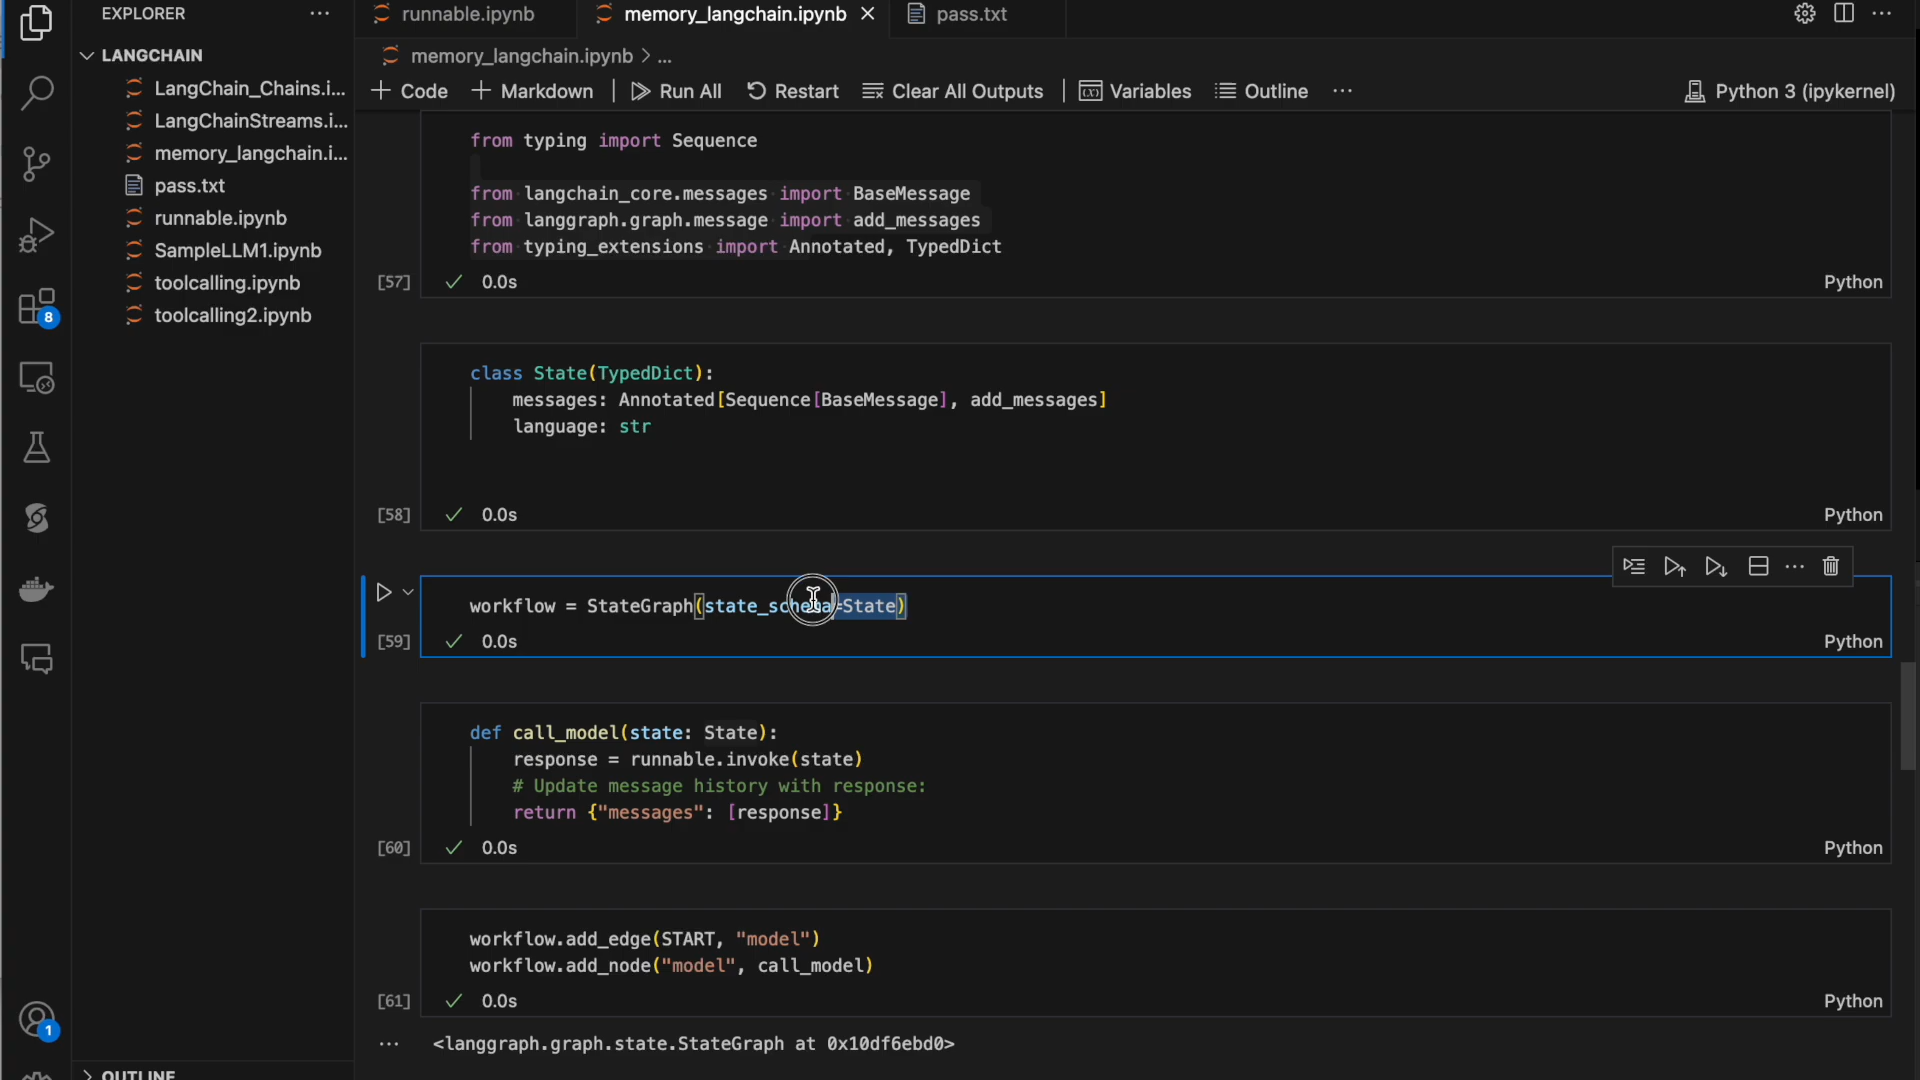 EXPLORER
LANGCHAIN
LangChain_Chains.i...
LangChainStreams.i...
memory_langchain.i...
pass.txt
runnable.ipynb
SampleLLM1.ipynb
toolcalling.ipynb
toolcalling2.ipynb
OUTLINE
8
1
runnable.ipynb
memory_langchain.ipynb
pass.txt
memory_langchain.ipynb > ...
+ Code + Markdown Run All Restart Clear All Outputs Variables Outline ... Python 3 (ipykernel)
from typing import Sequence
from langchain_core.messages import BaseMessage
from langgraph.graph.message import add_messages
from typing_extensions import Annotated, TypedDict
[57] ✓ 0.0s Python
class State(TypedDict):
messages: Annotated[Sequence[BaseMessage], add_messages]
language: str
[58] ✓ 0.0s Python
workflow = StateGraph(state_schema=State)
[59] ✓ 0.0s Python
def call_model(state: State):
response = runnable.invoke(state)
# Update message history with response:
return {"messages": [response]}
[60] ✓ 0.0s Python
workflow.add_edge(START, "model")
workflow.add_node("model", call_model)
[61] ✓ 0.0s Python
... <langgraph.graph.state.StateGraph at 0x10df6ebd0>